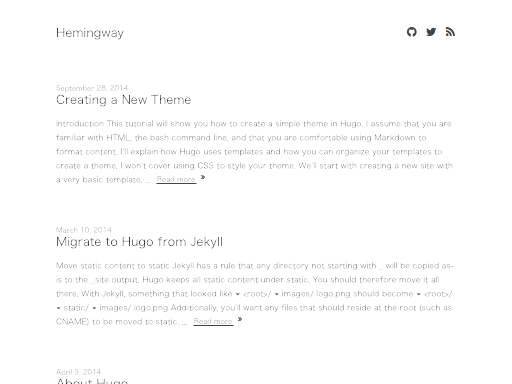 Hemingway
September 28, 2014
Creating a New Theme
Introduction This tutorial will show you how to create a simple theme in Hugo. I assume that you are
familiar with HTML, the bash command line, and that you are comfortable using Markdown to
format content. I'll explain how Hugo uses templates and how you can organize your templates to
create a theme. I won't cover using CSS to style your theme. We'll start with creating a new site with
a very basic template. ... Read more »
March 10, 2014
Migrate to Hugo from Jekyll
Move static content to static Jekyll has a rule that any directory not starting with _ will be copied as-
is to the _site output. Hugo keeps all static content under static. You should therefore move it all
there. With Jekyll, something that looked like ▾ <root>/ ▾ images/ logo.png should become ▾ <root>/
▾ static/ ▾ images/ logo.png Additionally, you'll want any files that should reside at the root (such as
CNAME) to be moved to static. ... Read more »
April 9, 2014
About Hugo